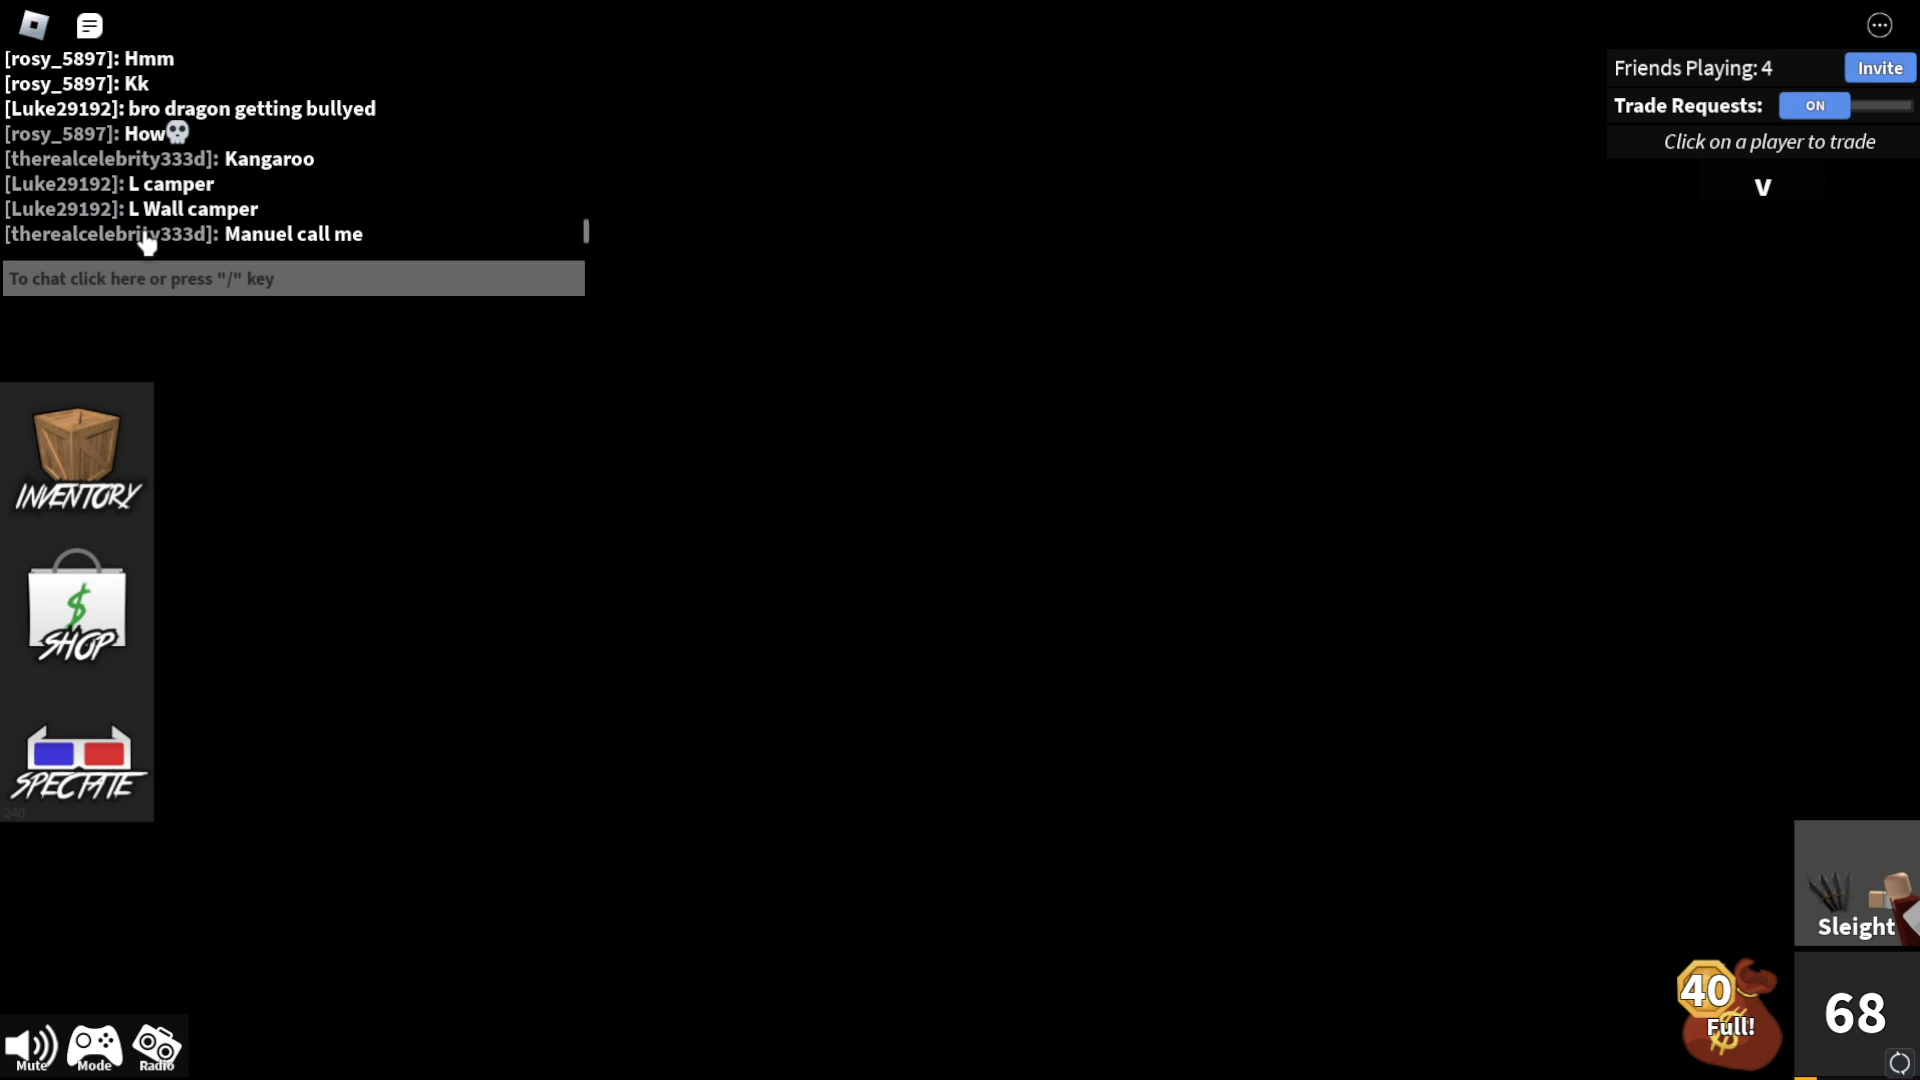 [rosy_5897]: Hmm
[rosy_5897]: Kk
[Luke29192]: bro dragon getting bullyed
[rosy_5897]: How💀
[therealcelebrity333d]: Kangaroo
[Luke29192]: L camper
[Luke29192]: L Wall camper
[therealcelebrity333d]: Manuel call me
To chat click here or press "/" key
Friends Playing: 4
Invite
Trade Requests:
ON
Click on a player to trade
V
INVENTORY
$
SHOP
SPECTATE
240
Mute
Mode
Radio
Sleight
40
Full!
$
68